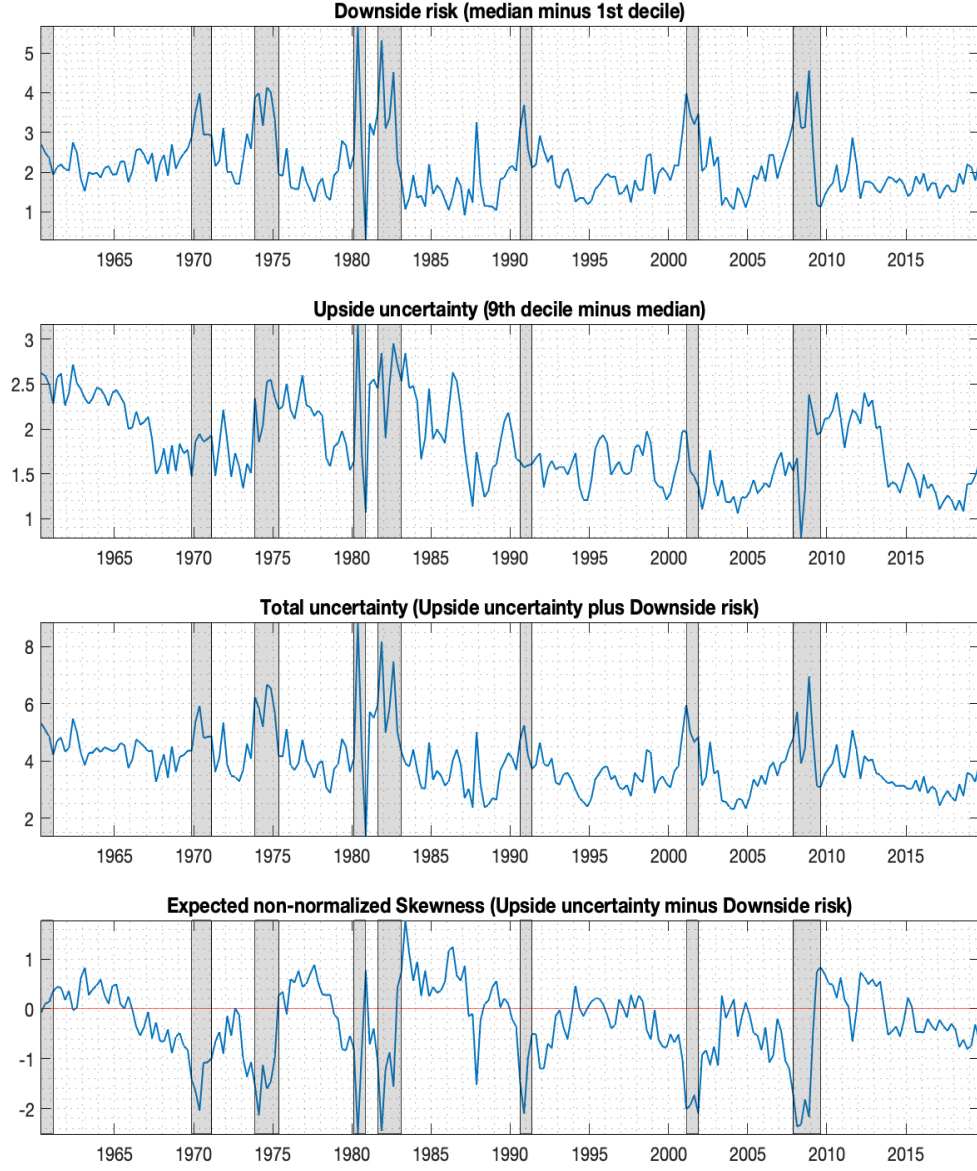 Downside risk (median minus 1st decile)
5
4
3
2
1
1965 1970 1975 1980 1985 1990 1995 2000 2005 2010 2015
Upside uncertainty (9th decile minus median)
3
2.5
2
1.5
1
1965 1970 1975 1980 1985 1990 1995 2000 2005 2010 2015
Total uncertainty (Upside uncertainty plus Downside risk)
8
6
4
2
1965 1970 1975 1980 1985 1990 1995 2000 2005 2010 2015
Expected non-normalized Skewness (Upside uncertainty minus Downside risk)
1
0
-1
-2
1965 1970 1975 1980 1985 1990 1995 2000 2005 2010 2015